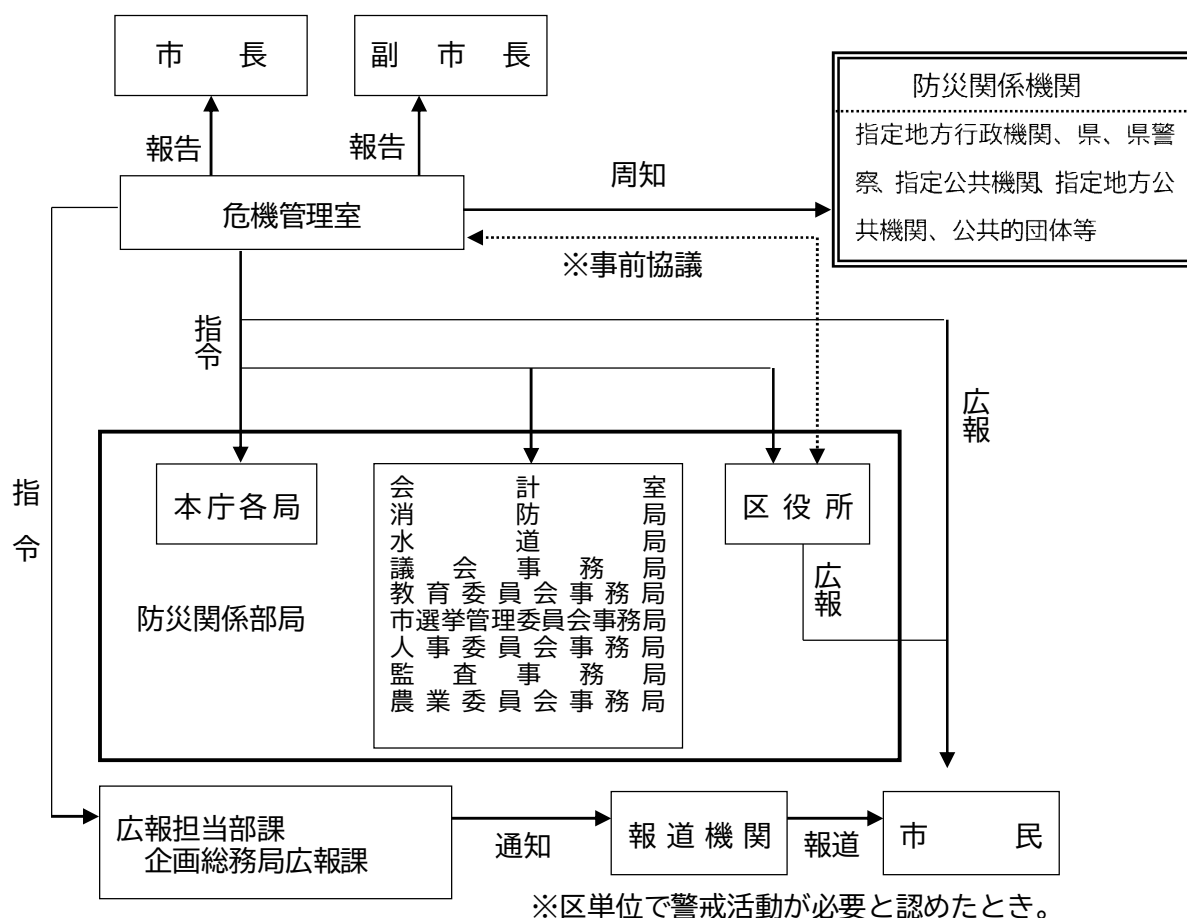 市長
副市長
防災関係機関
指定地方行政機関、県、県警
察、指定公共機関、指定地方公
共機関、公共的団体等
報告
報告
周知
危機管理室
※事前協議
指令
広報
指令
本庁各局
会計室
消防局
水道局
議会事務局
教育委員会事務局
市選挙管理委員会事務局
人事委員会事務局
監査事務局
農業委員会事務局
区役所
広報
防災関係部局
広報担当部課
企画総務局広報課
通知
報道機関
報道
市民
※区単位で警戒活動が必要と認めたとき。